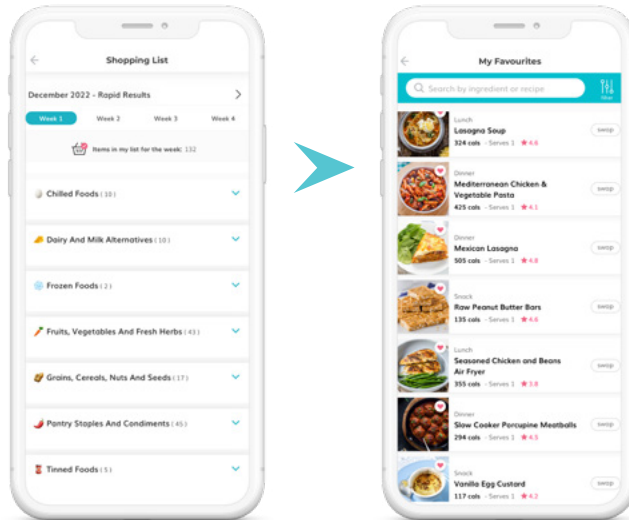 Shopping List
December 2022 - Rapid Results
Week 1 Week 2 Week 3 Week 4
Items in my list for the week: 132
Chilled Foods (10)
Dairy And Milk Alternatives (10)
Frozen Foods (2)
Fruits, Vegetables And Fresh Herbs (43)
Grains, Cereals, Nuts And Seeds (17)
Pantry Staples And Condiments (45)
Tinned Foods (5)
My Favourites
Search by ingredient or recipe
filter
Lunch
Lasagna Soup
324 cals - Serves 1 ★4.6
swap
Dinner
Mediterranean Chicken &
Vegetable Pasta
425 cals - Serves 1 ★4.1
swap
Dinner
Mexican Lasagna
505 cals - Serves 1 ★4.8
swap
Snack
Raw Peanut Butter Bars
135 cals - Serves 1 ★4.6
swap
Lunch
Seasoned Chicken and Beans
Air Fryer
355 cals - Serves 1 ★3.8
swap
Dinner
Slow Cooker Porcupine Meatballs
294 cals - Serves 1 ★4.5
swap
Snack
Vanilla Egg Custard
117 cals - Serves 1 ★4.2
swap